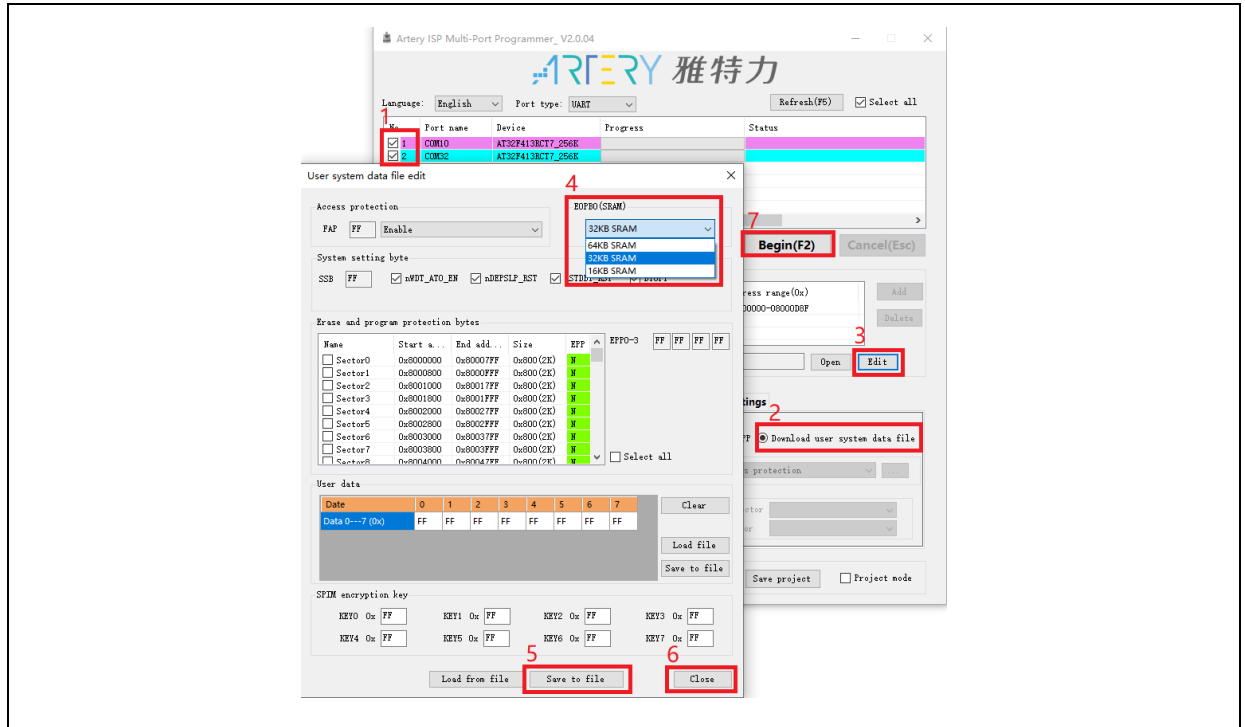 Artery ISP Multi-Port Programmer_ V2.0.04
ARTERY 雅特力
Language: English Port type: UART Refresh(F5) Select all
1
No Port name Device Progress Status
1 COM10 AT32F413RCT7_256K
2 COM32 AT32F413RCT7_256K
User system data file edit
4
Access protection EOPB0(SRAM)
FAP FF Enable 32KB SRAM
64KB SRAM
32KB SRAM
16KB SRAM
7
Begin(F2) Cancel(Esc)
System setting byte
SSB FF nWDT_ATO_EN nDEPSLP_RST
ress range(0x) Add
00000-08000D8F
Delete
Erase and program protection bytes
Name Start a... End add... Size EPP EPP0-3 FF FF FF FF
Sector0 0x8000000 0x80007FF 0x800(2K) N
Sector1 0x8000800 0x8000FFF 0x800(2K) N
Sector2 0x8001000 0x80017FF 0x800(2K) N
Sector3 0x8001800 0x8001FFF 0x800(2K) N
Sector4 0x8002000 0x80027FF 0x800(2K) N
Sector5 0x8002800 0x8002FFF 0x800(2K) N
Sector6 0x8003000 0x80037FF 0x800(2K) N
Sector7 0x8003800 0x8003FFF 0x800(2K) N
Sector8 0x8004000 0x80047FF 0x800(2K) N
Select all
3
Open Edit
tings
2
PP Download user system data file
s protection ...
ctor
or
User data
Date 0 1 2 3 4 5 6 7 Clear
Data 0---7 (0x) FF FF FF FF FF FF FF FF
Load file
Save to file
Save project Project mode
SPIM encryption key
KEY0 0x FF KEY1 0x FF KEY2 0x FF KEY3 0x FF
KEY4 0x FF KEY5 0x FF KEY6 0x FF KEY7 0x FF
5 6
Load from file Save to file Close